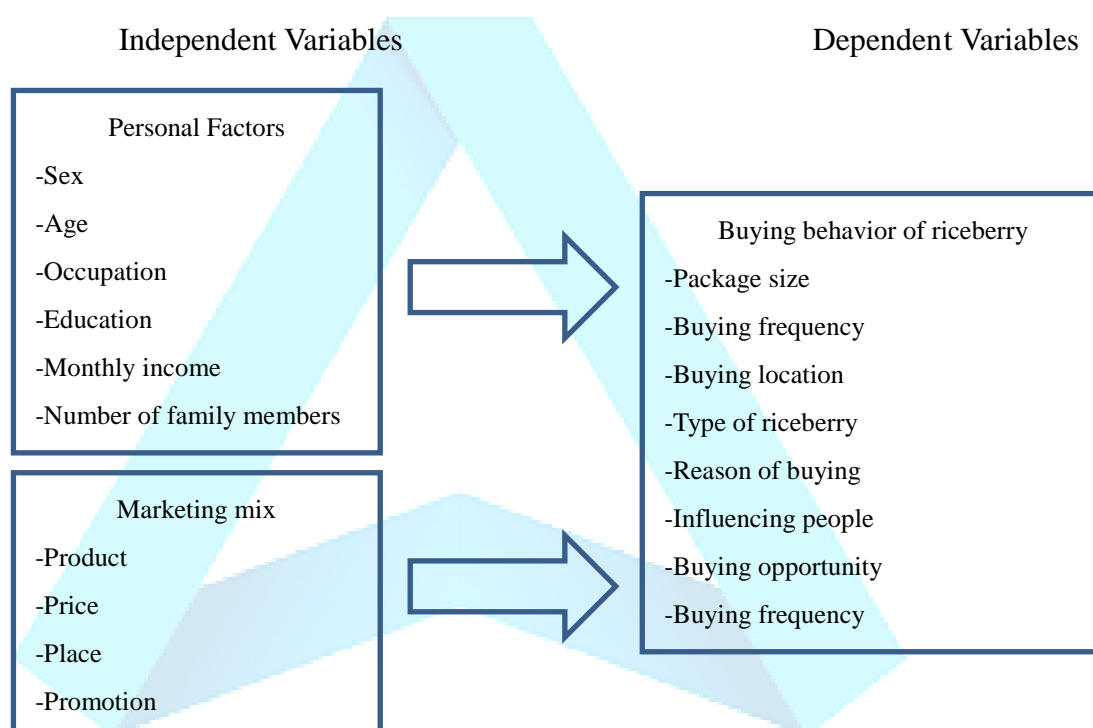 Independent Variables
Dependent Variables
Personal Factors
-Sex
-Age
-Occupation
-Education
-Monthly income
-Number of family members
Marketing mix
-Product
-Price
-Place
-Promotion
Buying behavior of riceberry
-Package size
-Buying frequency
-Buying location
-Type of riceberry
-Reason of buying
-Influencing people
-Buying opportunity
-Buying frequency